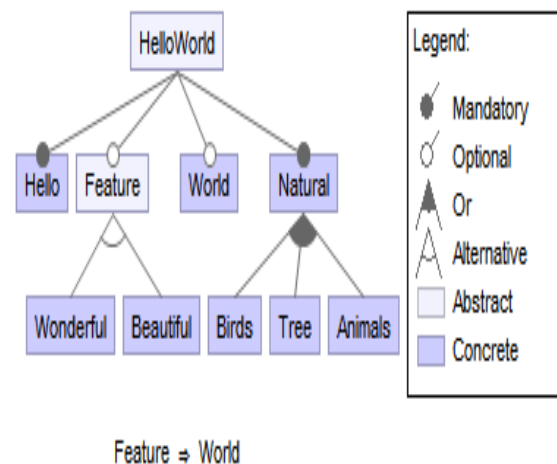 HelloWorld
Hello Feature World Natural
Wonderful Beautiful Birds Tree Animals
Feature ⇒ World
Legend:
Mandatory
Optional
Or
Alternative
Abstract
Concrete